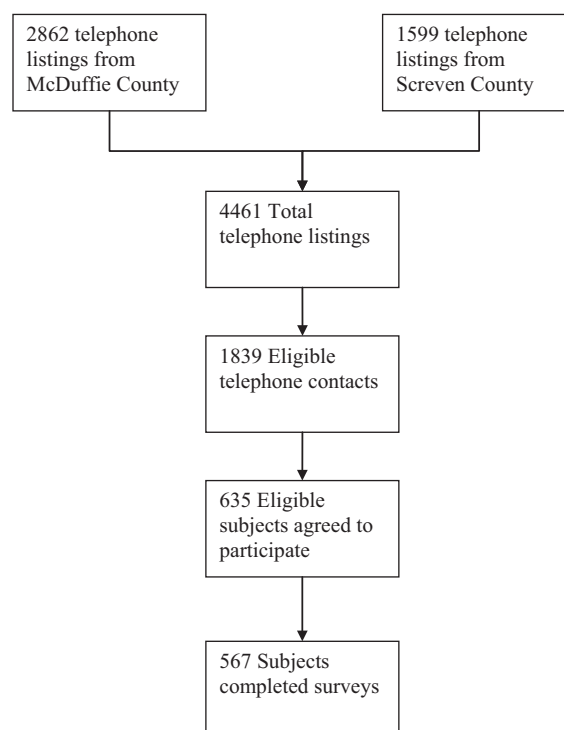 2862 telephone
listings from
McDuffie County
1599 telephone
listings from
Screven County
4461 Total
telephone listings
1839 Eligible
telephone contacts
635 Eligible
subjects agreed to
participate
567 Subjects
completed surveys